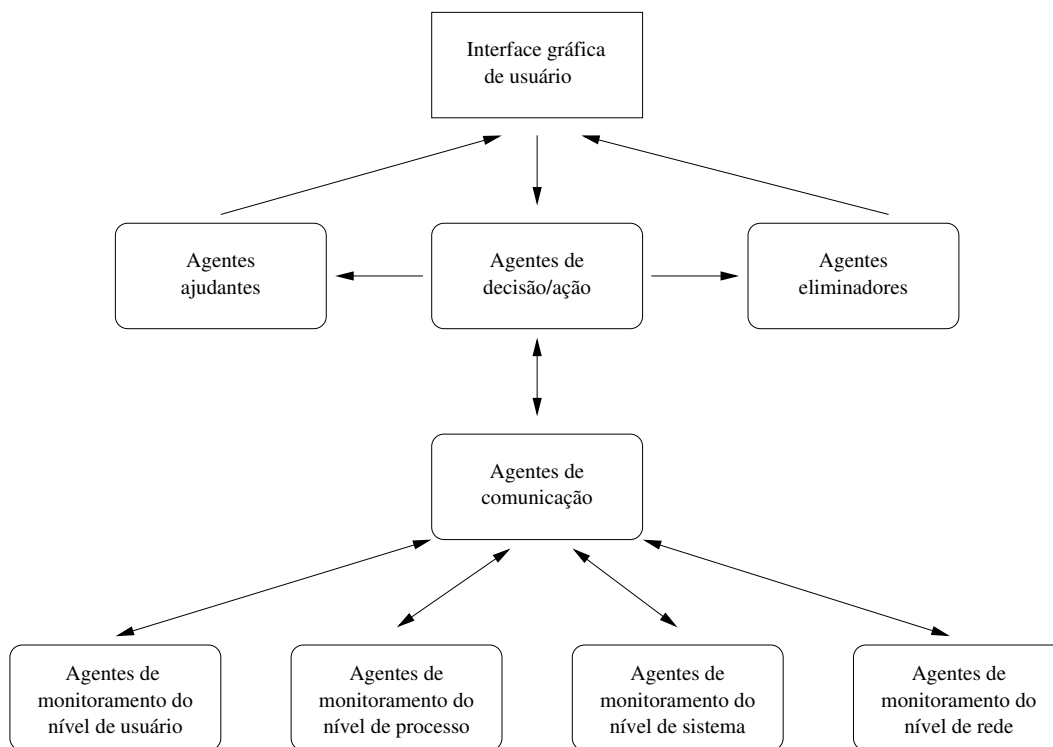 Interface gráfica
de usuário
Agentes
ajudantes
Agentes de
decisão/ação
Agentes
eliminadores
Agentes de
comunicação
Agentes de
monitoramento do
nível de usuário
Agentes de
monitoramento do
nível de processo
Agentes de
monitoramento do
nível de sistema
Agentes de
monitoramento do
nível de rede